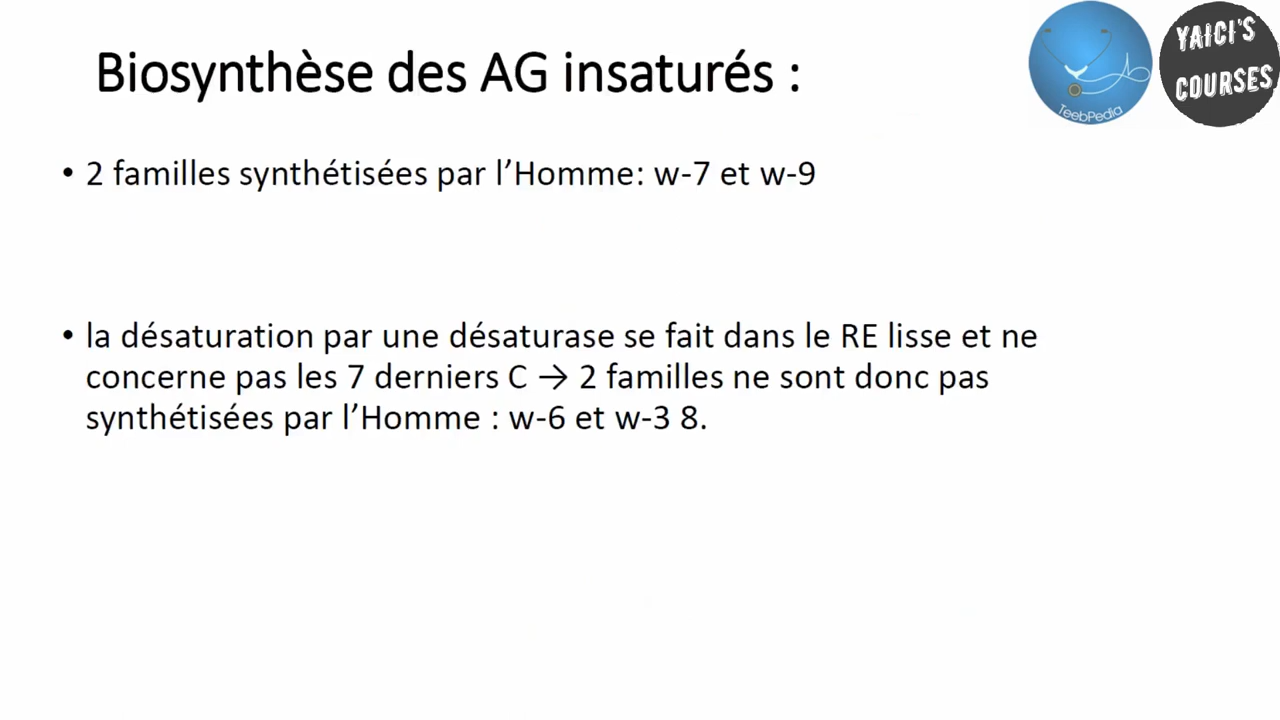 Biosynthèse des AG insaturés :
TeebPedia
YAICI'S
COURSES
• 2 familles synthétisées par l’Homme: w-7 et w-9
• la désaturation par une désaturase se fait dans le RE lisse et ne
concerne pas les 7 derniers C → 2 familles ne sont donc pas
synthétisées par l’Homme : w-6 et w-3 8.